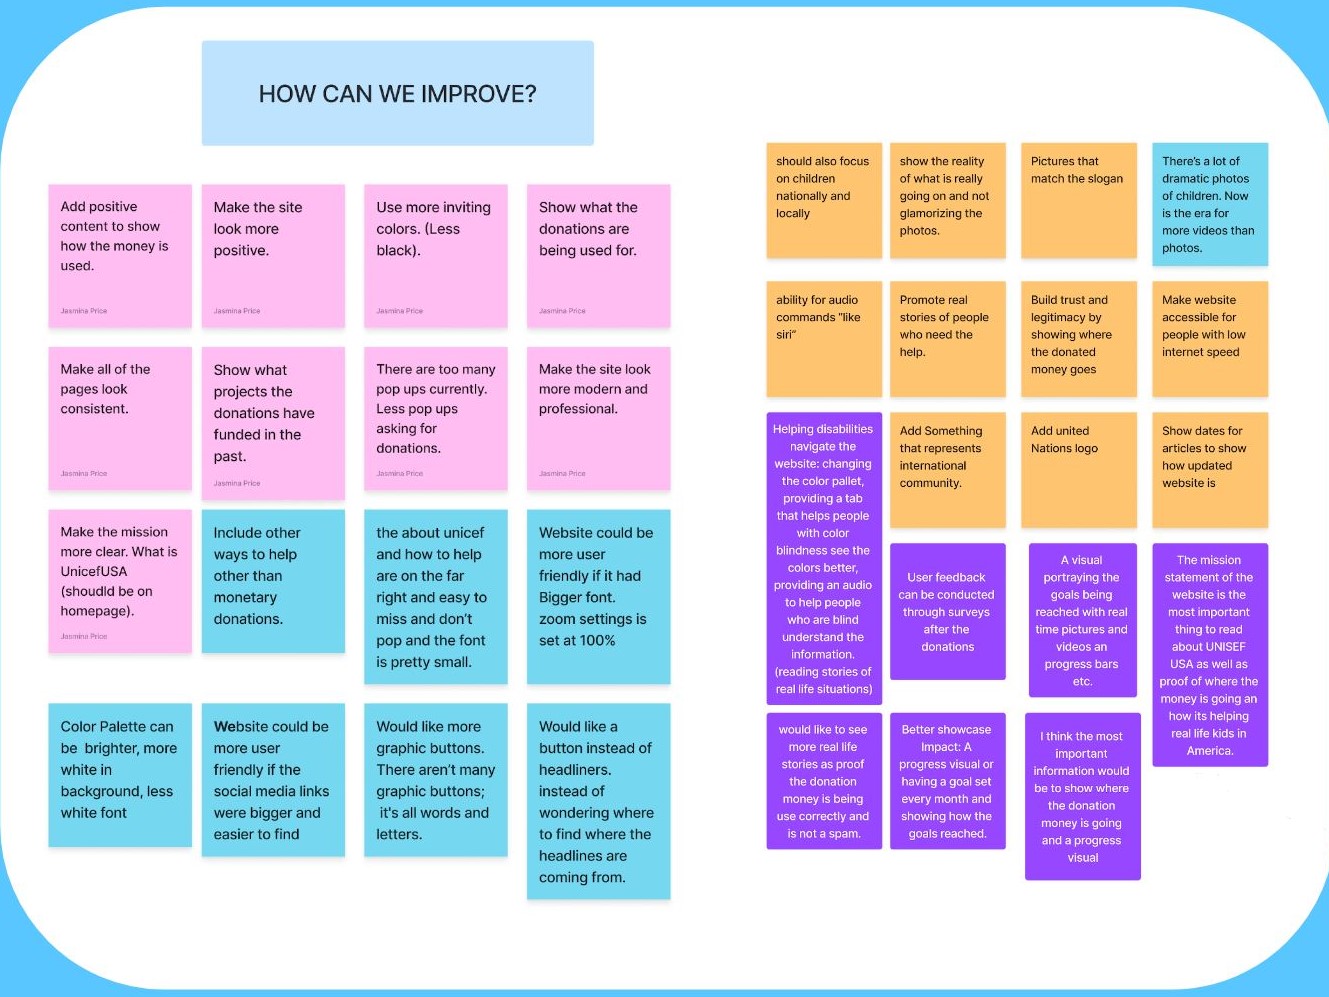 HOW CAN WE IMPROVE?
Add positive
content to show
how the money is
used.
Jasmina Price
Make the site
look more
positive.
Jasmina Price
Use more inviting
colors. (Less
black).
Jasmina Price
Show what the
donations are
being used for.
Jasmina Price
Make all of the
pages look
consistent.
Jasmina Price
Show what
projects the
donations have
funded in the
past.
Jasmina Price
There are too many
pop ups currently.
Less pop ups
asking for
donations.
Jasmina Price
Make the site look
more modern and
professional.
Jasmina Price
Make the mission
more clear. What is
UnicefUSA
(shoudld be on
homepage).
Jasmina Price
Include other
ways to help
other than
monetary
donations.
the about unicef
and how to help
are on the far
right and easy to
miss and don't
pop and the font
is pretty small.
Website could be
more user
friendly if it had
Bigger font.
zoom settings is
set at 100%
Color Palette can
be brighter, more
white in
background, less
white font
Website could be
more user
friendly if the
social media links
were bigger and
easier to find
Would like more
graphic buttons.
There aren't many
graphic buttons;
it's all words and
letters.
Would like a
button instead of
headliners.
instead of
wondering where
to find where the
headlines are
coming from.
should also focus
on children
nationally and
locally
show the reality
of what is really
going on and not
glamorizing the
photos.
Pictures that
match the slogan
There's a lot of
dramatic photos
of children. Now
is the era for
more videos than
photos.
ability for audio
commands "like
siri"
Promote real
stories of people
who need the
help.
Build trust and
legitimacy by
showing where
the donated
money goes
Make website
accessible for
people with low
internet speed
Helping disabilities
navigate the
website: changing
the color pallet,
providing a tab
that helps people
with color
blindness see the
colors better,
providing an audio
to help people
who are blind
understand the
information.
(reading stories of
real life situations)
Add Something
that represents
international
community.
Add united
Nations logo
Show dates for
articles to show
how updated
website is
User feedback
can be conducted
through surveys
after the
donations
A visual
portraying the
goals being
reached with real
time pictures and
videos an
progress bars
etc.
The mission
statement of the
website is the
most important
thing to read
about UNISEF
USA as well as
proof of where the
money is going an
how its helping
real life kids in
America.
would like to see
more real life
stories as proof
the donation
money is being
use correctly and
is not a spam.
Better showcase
Impact: A
progress visual or
having a goal set
every month and
showing how the
goals reached.
I think the most
important
information would
be to show where
the donation
money is going
and a progress
visual